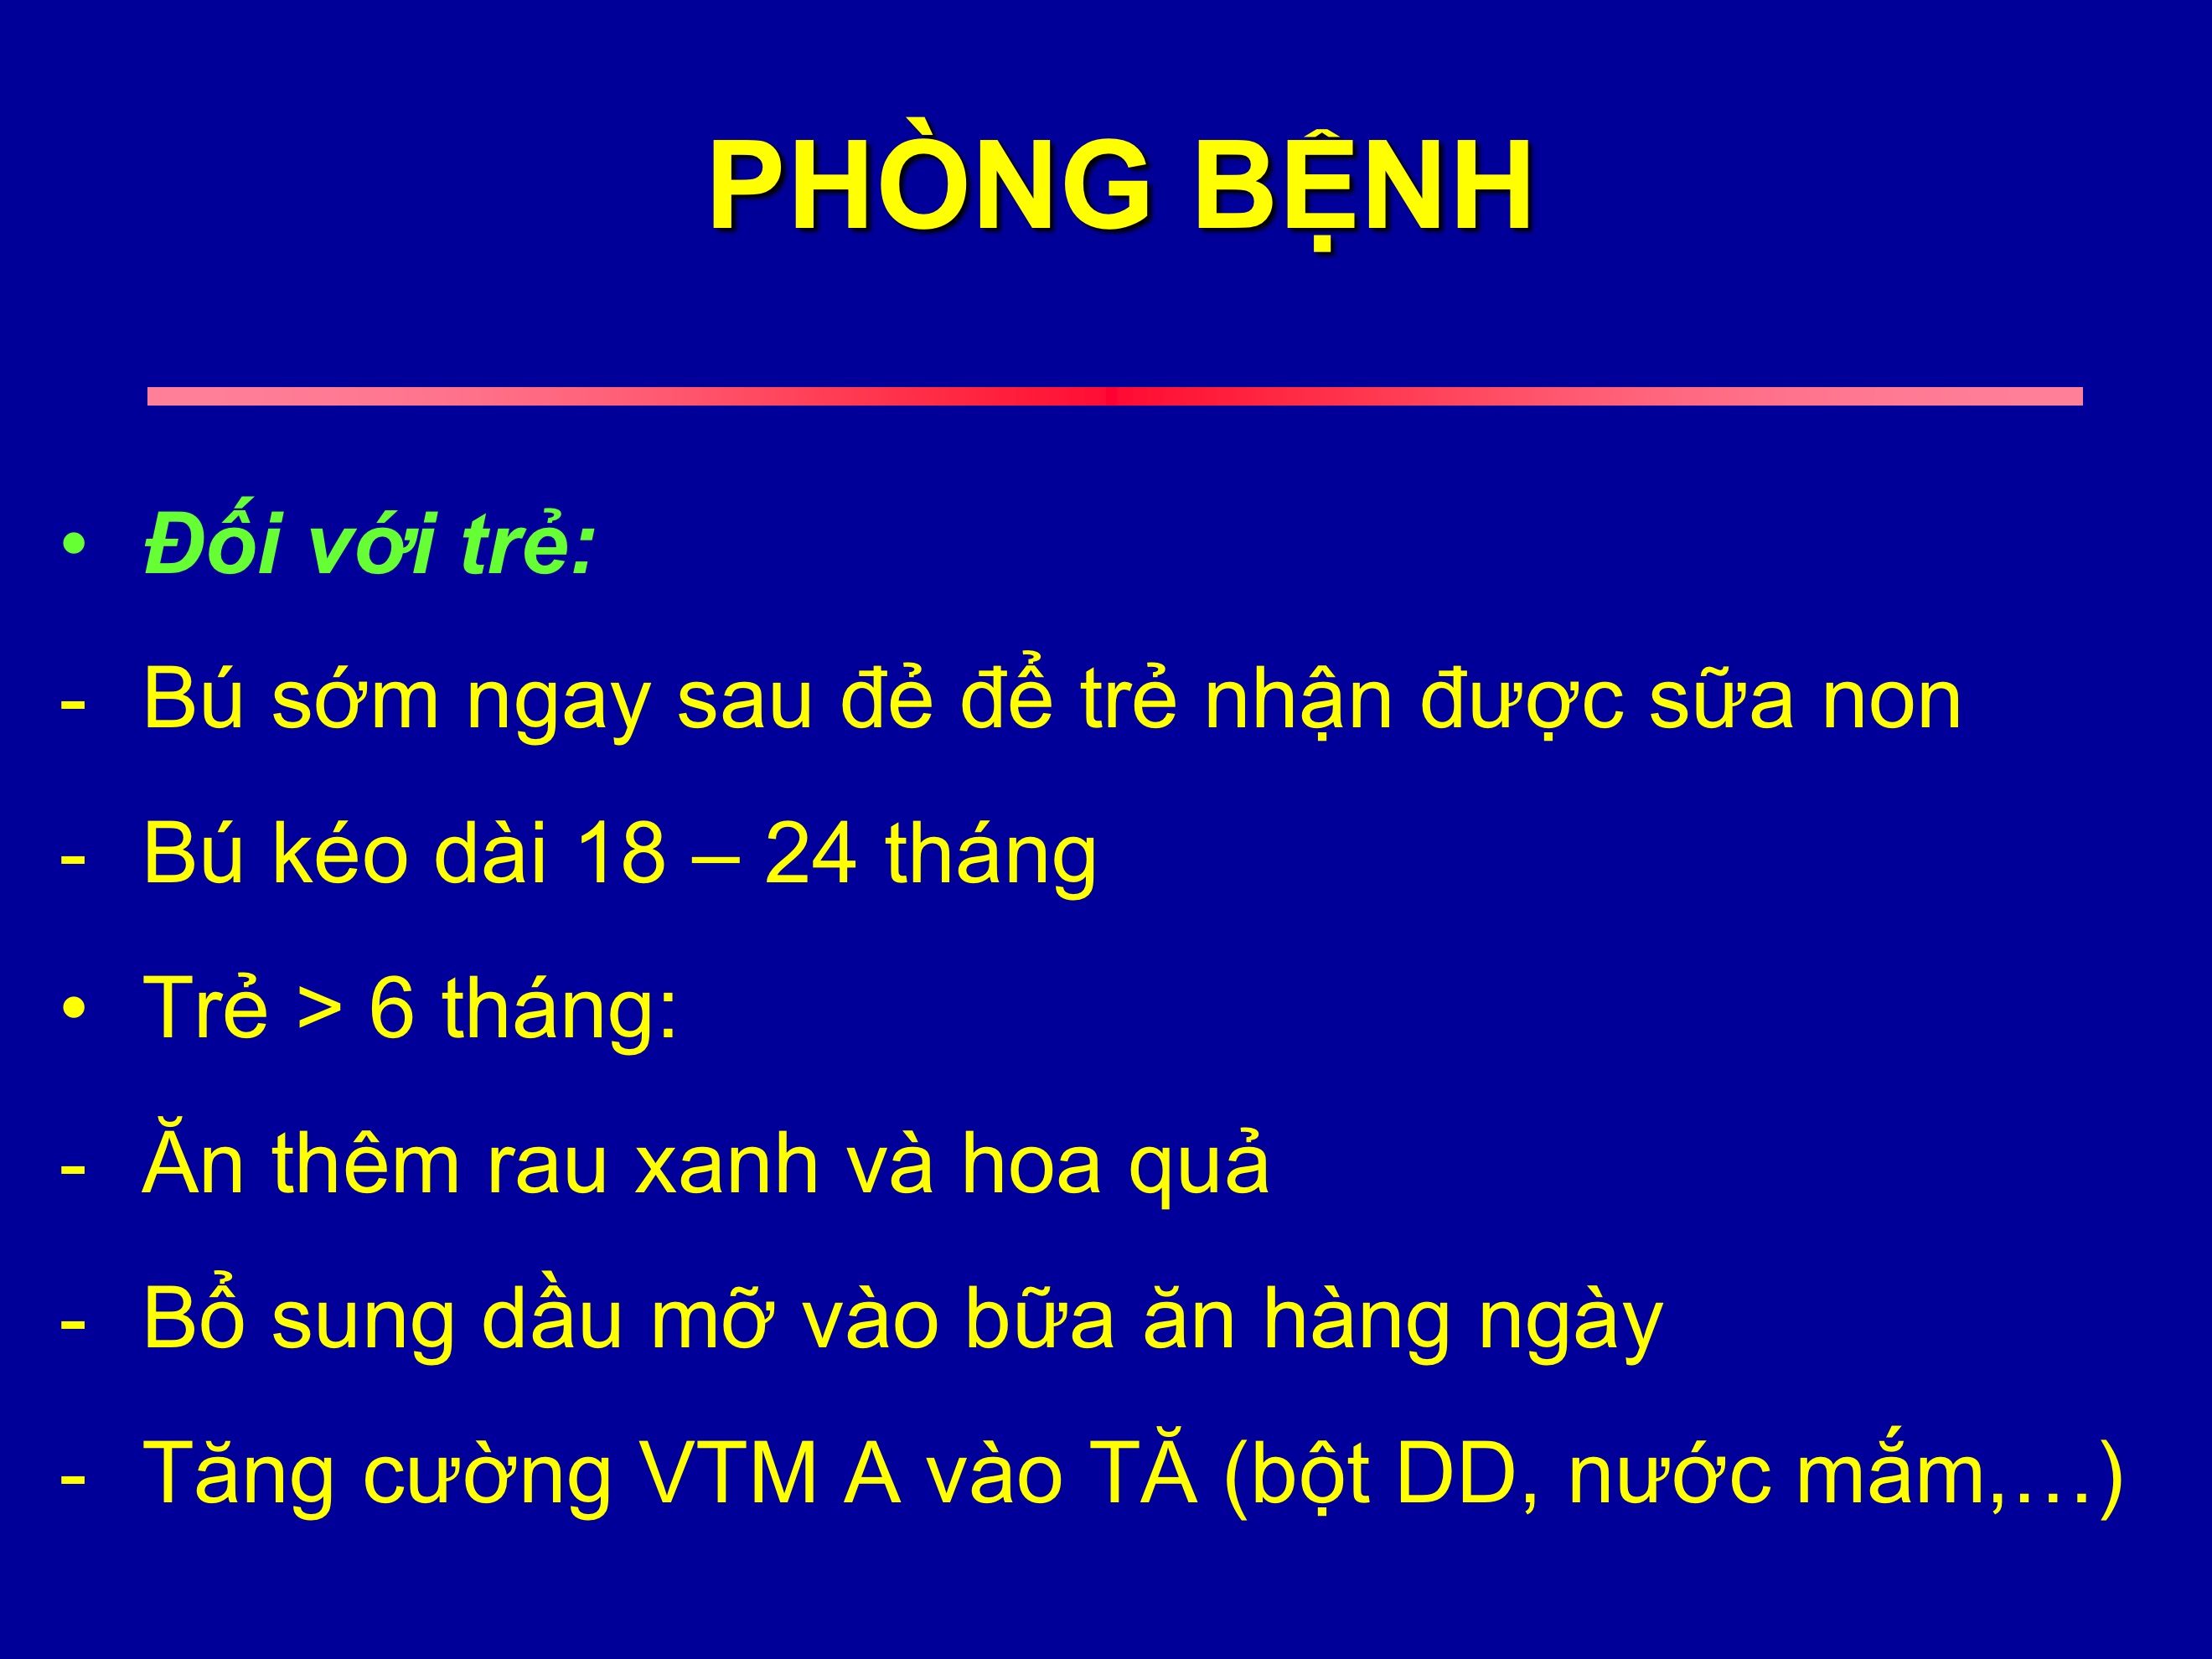 PHÒNG BỆNH
• Đối với trẻ:
- Bú sớm ngay sau đẻ để trẻ nhận được sữa non
- Bú kéo dài 18 – 24 tháng
• Trẻ > 6 tháng:
- Ăn thêm rau xanh và hoa quả
- Bổ sung dầu mỡ vào bữa ăn hàng ngày
- Tăng cường VTM A vào TĂ (bột DD, nước mắm,…)